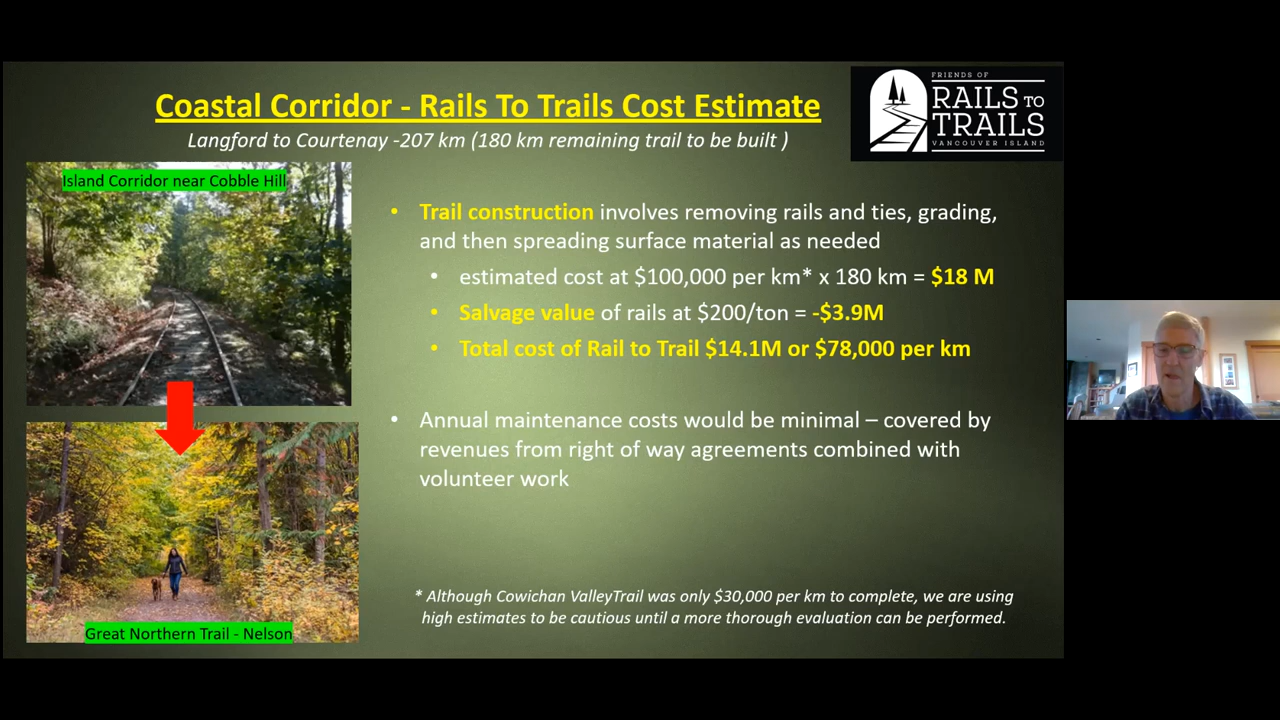 Coastal Corridor - Rails To Trails Cost Estimate
Langford to Courtenay -207 km (180 km remaining trail to be built )
FRIENDS OF
RAILS TO
TRAILS
VANCOUVER ISLAND
Island Corridor near Cobble Hill
• Trail construction involves removing rails and ties, grading,
and then spreading surface material as needed
• estimated cost at $100,000 per km* x 180 km = $18 M
• Salvage value of rails at $200/ton = -$3.9M
• Total cost of Rail to Trail $14.1M or $78,000 per km
• Annual maintenance costs would be minimal – covered by
revenues from right of way agreements combined with
volunteer work
Great Northern Trail - Nelson
* Although Cowichan ValleyTrail was only $30,000 per km to complete, we are using
high estimates to be cautious until a more thorough evaluation can be performed.